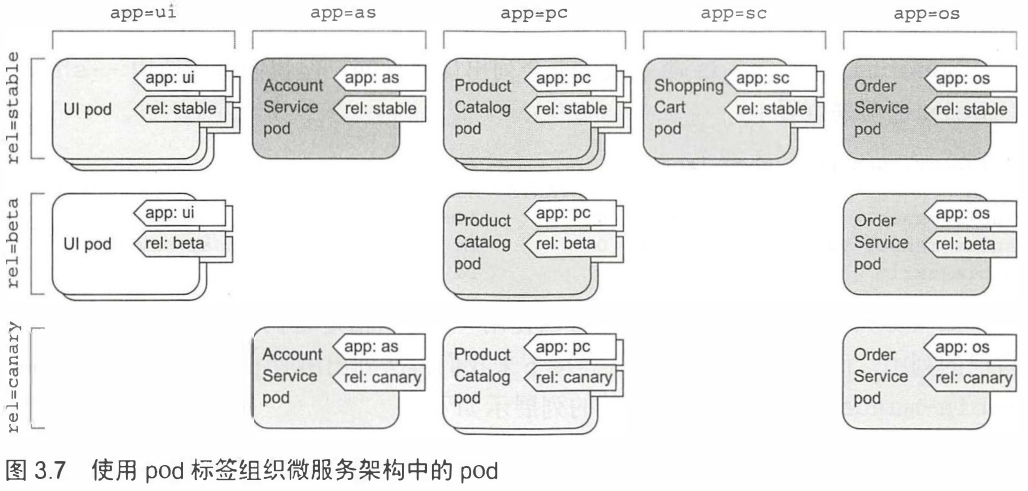 app=ui app=as app=pc app=sc app=os
rel=stable
UI pod
app: ui
rel: stable
Account
Service
pod
app: as
rel: stable
Product
Catalog
pod
app: pc
rel: stable
Shopping
Cart
pod
app: sc
rel: stable
Order
Service
pod
app: os
rel: stable
rel=beta
UI pod
app: ui
rel: beta
Product
Catalog
pod
app: pc
rel: beta
Order
Service
pod
app: os
rel: beta
rel=canary
Account
Service
pod
app: as
rel: canary
Product
Catalog
pod
app: pc
rel: canary
Order
Service
pod
app: os
rel: canary
图 3.7 使用 pod 标签组织微服务架构中的 pod